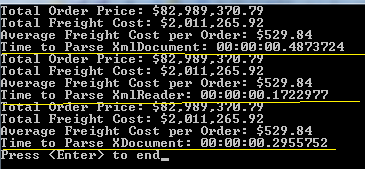 Total Order Price: $82,989,370.79
Total Freight Cost: $2,011,265.92
Average Freight Cost per Order: $529.84
Time to Parse XmlDocument: 00:00:00.4873724
Total Order Price: $82,989,370.79
Total Freight Cost: $2,011,265.92
Average Freight Cost per Order: $529.84
Time to Parse XmlReader: 00:00:00.1722977
Total Order Price: $82,989,370.79
Total Freight Cost: $2,011,265.92
Average Freight Cost per Order: $529.84
Time to Parse XDocument: 00:00:00.2955752
Press <Enter> to end